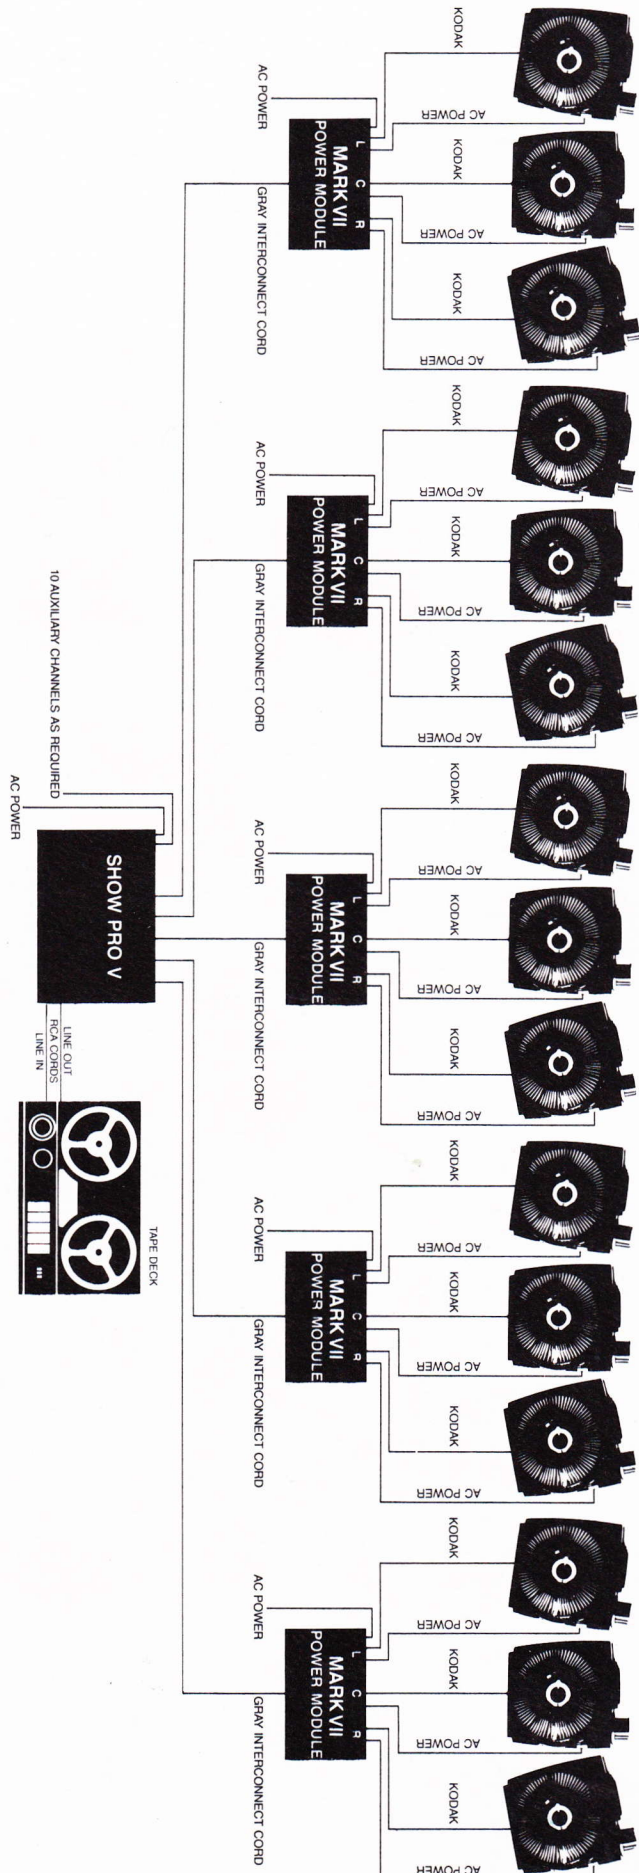 KODAK
AC POWER
KODAK
AC POWER
KODAK
AC POWER
L C R
MARK VII
POWER MODULE
AC POWER
GRAY INTERCONNECT CORD
KODAK
AC POWER
KODAK
AC POWER
KODAK
AC POWER
L C R
MARK VII
POWER MODULE
AC POWER
GRAY INTERCONNECT CORD
KODAK
AC POWER
KODAK
AC POWER
KODAK
AC POWER
L C R
MARK VII
POWER MODULE
AC POWER
GRAY INTERCONNECT CORD
KODAK
AC POWER
KODAK
AC POWER
KODAK
AC POWER
L C R
MARK VII
POWER MODULE
AC POWER
GRAY INTERCONNECT CORD
KODAK
AC POWER
KODAK
AC POWER
KODAK
AC POWER
L C R
MARK VII
POWER MODULE
AC POWER
GRAY INTERCONNECT CORD
10 AUXILIARY CHANNELS AS REQUIRED
AC POWER
SHOW PRO V
LINE OUT
RCA CORDS
LINE IN
TAPE DECK